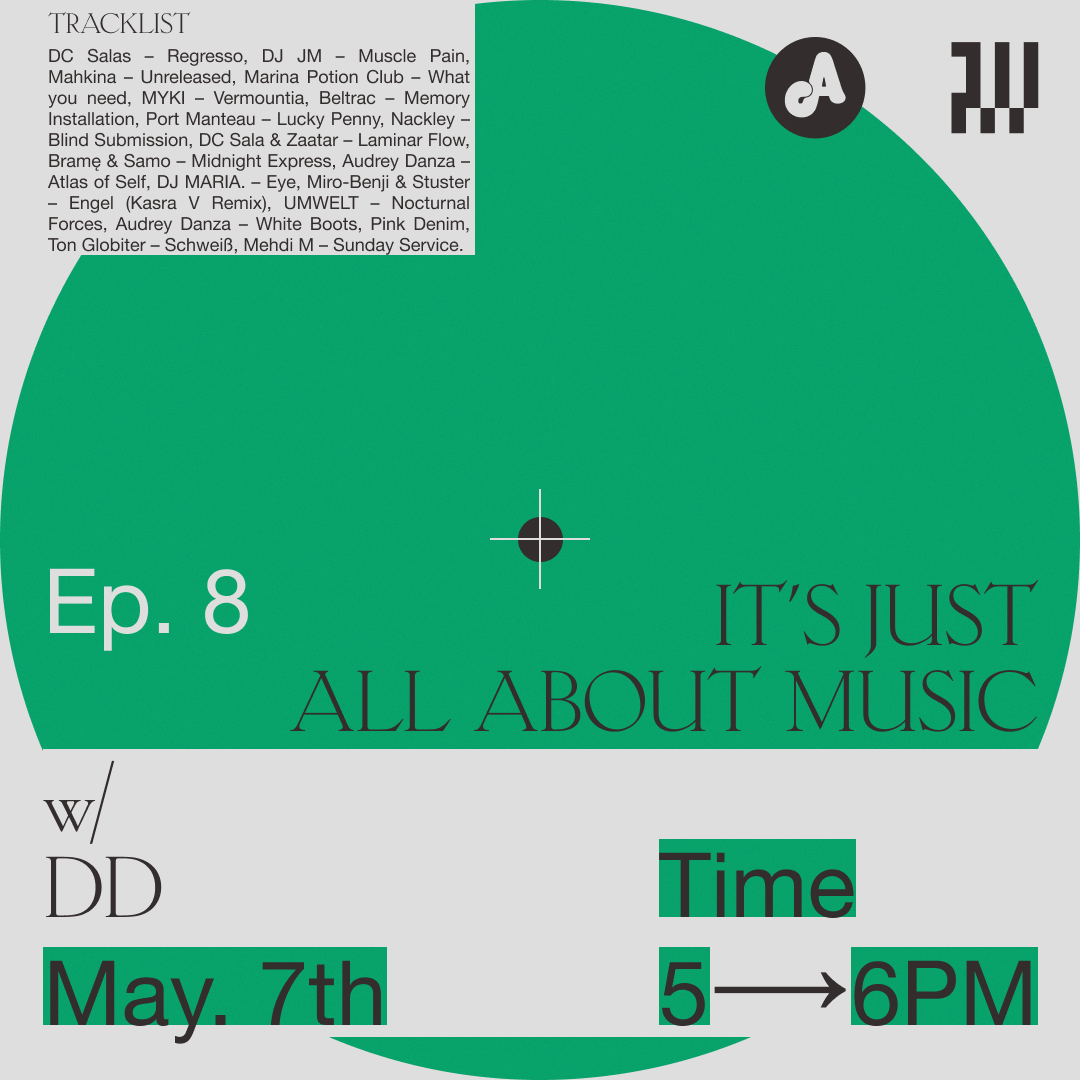 TRACKLIST
DC Salas – Regresso, DJ JM – Muscle Pain,
Mahkina – Unreleased, Marina Potion Club – What
you need, MYKI – Vermountia, Beltrac – Memory
Installation, Port Manteau – Lucky Penny, Nackley –
Blind Submission, DC Sala & Zaatar – Laminar Flow,
Bramę & Samo – Midnight Express, Audrey Danza –
Atlas of Self, DJ MARIA. – Eye, Miro-Benji & Stuster
– Engel (Kasra V Remix), UMWELT – Nocturnal
Forces, Audrey Danza – White Boots, Pink Denim,
Ton Globiter – Schweiß, Mehdi M – Sunday Service.
A
Ep. 8
IT'S JUST
ALL ABOUT MUSIC
w/
DD
Time
May. 7th
5⟶6PM